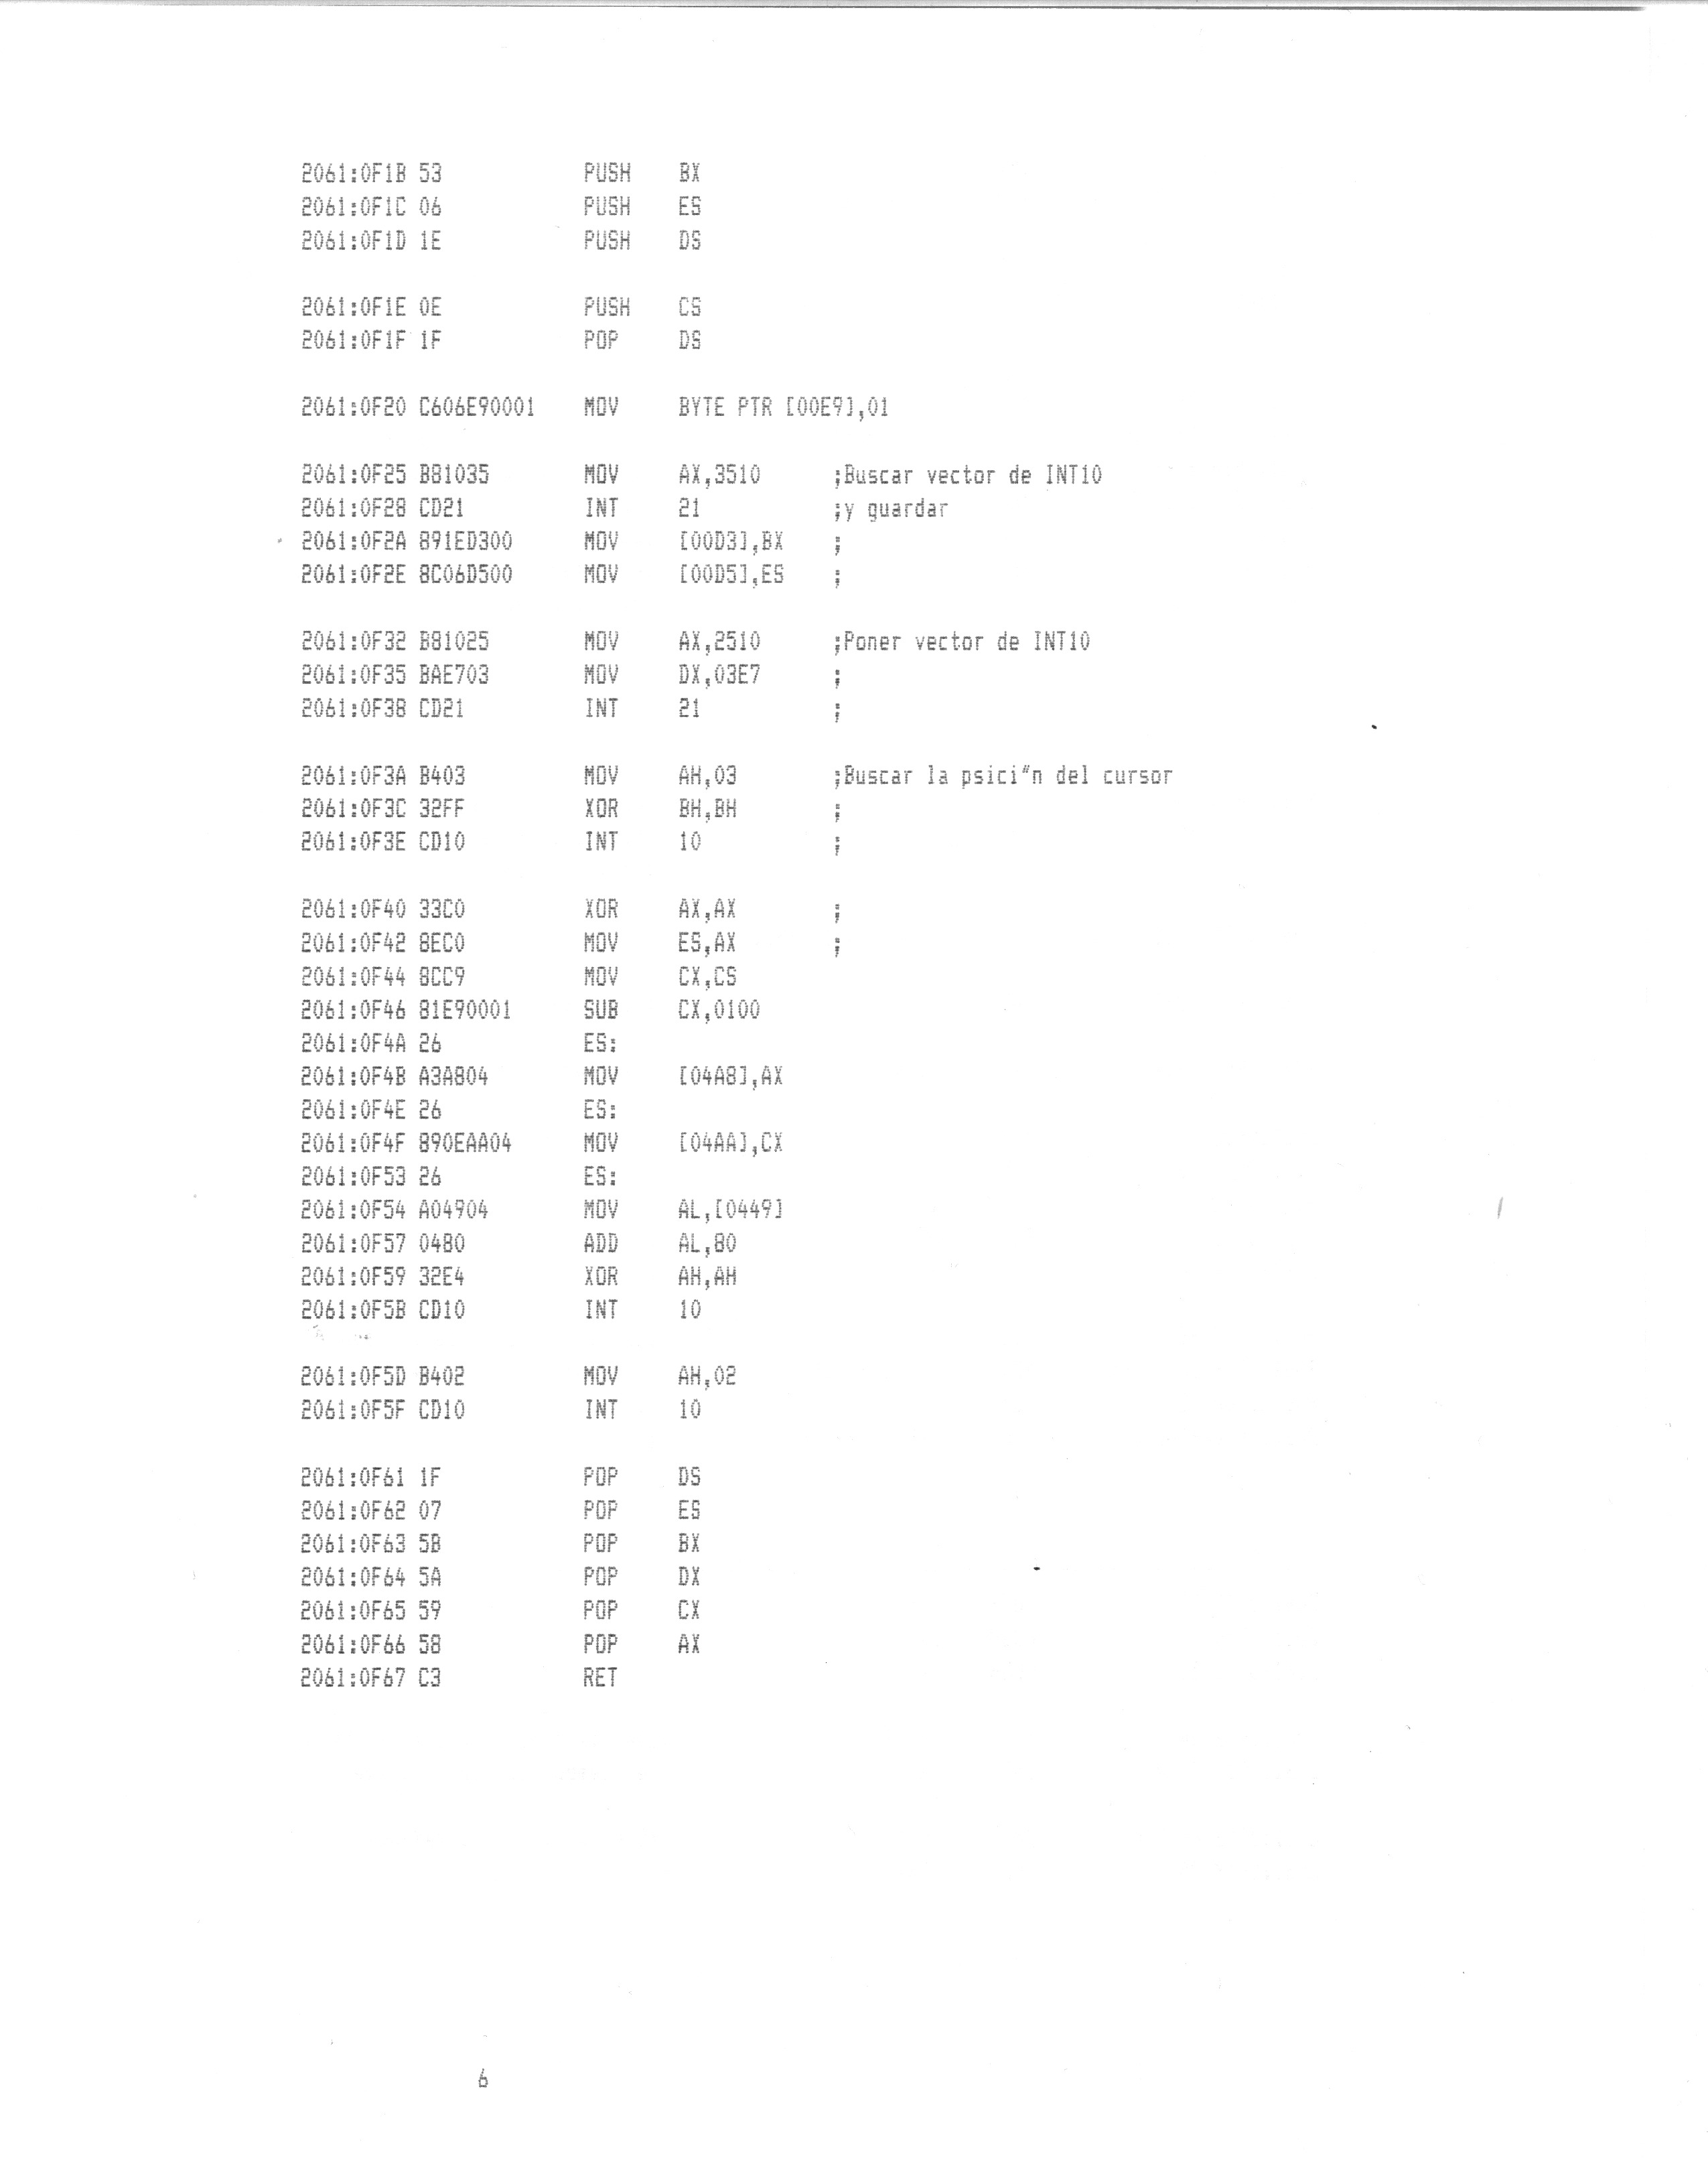 2061:0F1B 53            PUSH    BX
2061:0F1C 06            PUSH    ES
2061:0F1D 1E            PUSH    DS
2061:0F1E 0E            PUSH    CS
2061:0F1F 1F            POP     DS
2061:0F20 C606E90001    MOV     BYTE PTR [00E9],01
2061:0F25 B81035        MOV     AX,3510      ;Buscar vector de INT10
2061:0F28 CD21          INT     21           ;y guardar
2061:0F2A 891ED300      MOV     [00D3],BX    ;
2061:0F2E 8C06D500      MOV     [00D5],ES    ;
2061:0F32 B81025        MOV     AX,2510      ;Poner vector de INT10
2061:0F35 BAE703        MOV     DX,03E7      ;
2061:0F38 CD21          INT     21           ;
2061:0F3A B403          MOV     AH,03        ;Buscar la psici"n del cursor
2061:0F3C 32FF          XOR     BH,BH        ;
2061:0F3E CD10          INT     10           ;
2061:0F40 33C0          XOR     AX,AX        ;
2061:0F42 8EC0          MOV     ES,AX        ;
2061:0F44 8CC9          MOV     CX,CS
2061:0F46 81E90001      SUB     CX,0100
2061:0F4A 26            ES:
2061:0F4B A3A804        MOV     [04A8],AX
2061:0F4E 26            ES:
2061:0F4F 890EAA04      MOV     [04AA],CX
2061:0F53 26            ES:
2061:0F54 A04904        MOV     AL,[0449]
2061:0F57 0480          ADD     AL,80
2061:0F59 32E4          XOR     AH,AH
2061:0F5B CD10          INT     10
2061:0F5D B402          MOV     AH,02
2061:0F5F CD10          INT     10
2061:0F61 1F            POP     DS
2061:0F62 07            POP     ES
2061:0F63 5B            POP     BX
2061:0F64 5A            POP     DX
2061:0F65 59            POP     CX
2061:0F66 58            POP     AX
2061:0F67 C3            RET
6